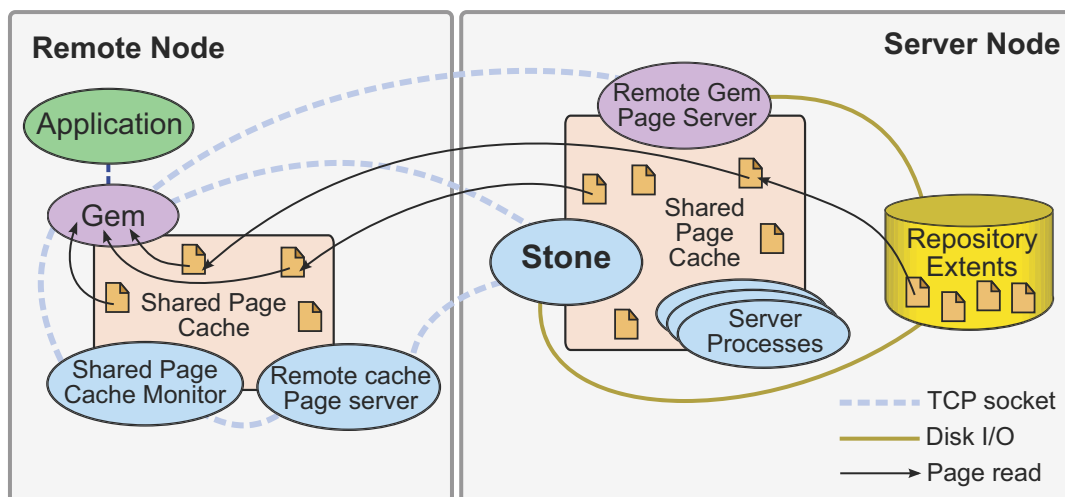 Remote Node
Application
Gem
Shared Page
Cache
Shared Page
Cache Monitor
Remote cache
Page server
Server Node
Remote Gem
Page Server
Shared
Page
Cache
Stone
Server
Processes
Repository
Extents
TCP socket
Disk I/O
Page read